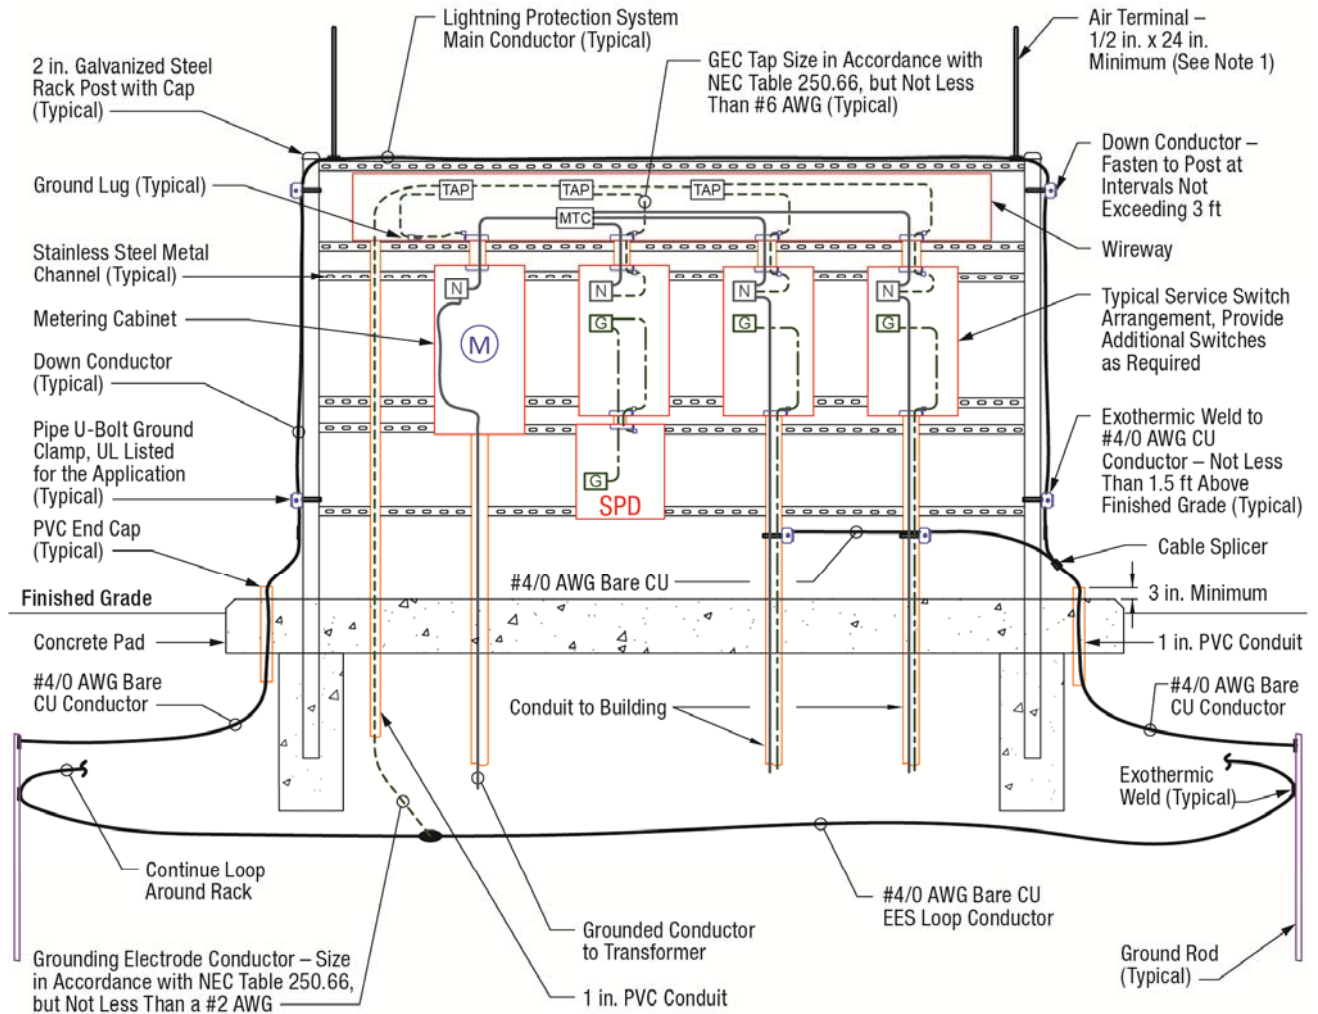 Lightning Protection System
Main Conductor (Typical)
Air Terminal –
1/2 in. x 24 in.
Minimum (See Note 1)
2 in. Galvanized Steel
Rack Post with Cap
(Typical)
GEC Tap Size in Accordance with
NEC Table 250.66, but Not Less
Than #6 AWG (Typical)
Down Conductor –
Fasten to Post at
Intervals Not
Exceeding 3 ft
Ground Lug (Typical)
TAP
TAP
TAP
MTC
Wireway
Stainless Steel Metal
Channel (Typical)
N
N
N
N
Typical Service Switch
Arrangement, Provide
Additional Switches
as Required
Metering Cabinet
M
G
G
G
Down Conductor
(Typical)
Pipe U-Bolt Ground
Clamp, UL Listed
for the Application
(Typical)
Exothermic Weld to
#4/0 AWG CU
Conductor – Not Less
Than 1.5 ft Above
Finished Grade (Typical)
G
SPD
PVC End Cap
(Typical)
Cable Splicer
#4/0 AWG Bare CU
3 in. Minimum
Finished Grade
Concrete Pad
1 in. PVC Conduit
#4/0 AWG Bare
CU Conductor
Conduit to Building
#4/0 AWG Bare
CU Conductor
Exothermic
Weld (Typical)
Continue Loop
Around Rack
#4/0 AWG Bare CU
EES Loop Conductor
Grounded Conductor
to Transformer
Ground Rod
(Typical)
Grounding Electrode Conductor – Size
in Accordance with NEC Table 250.66,
but Not Less Than a #2 AWG
1 in. PVC Conduit